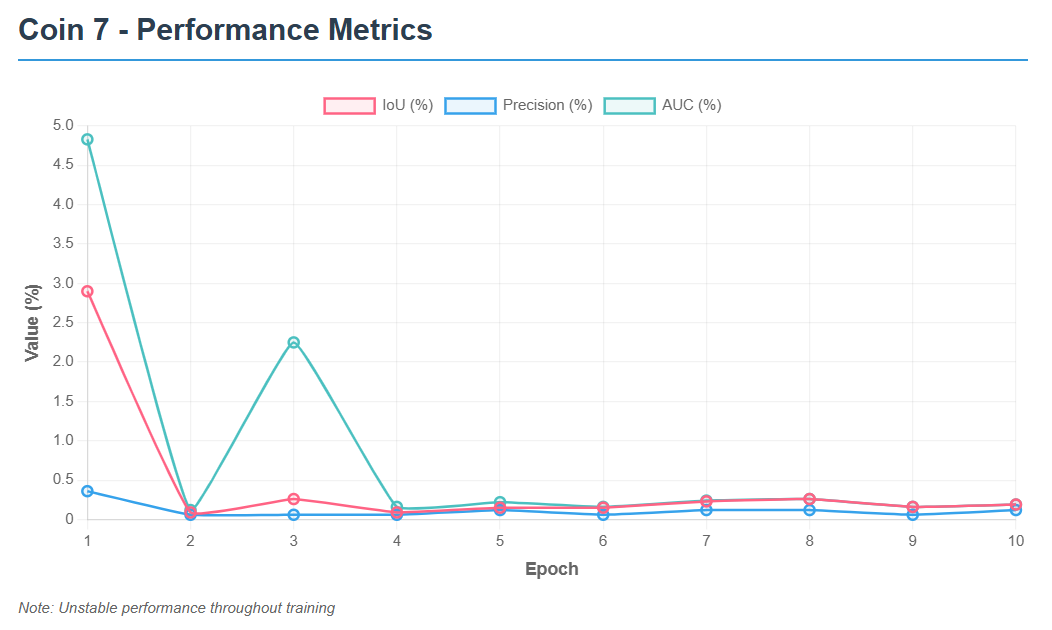 Coin 7 - Performance Metrics
IoU (%) Precision (%) AUC (%)
5.0
4.5
4.0
3.5
3.0
2.5
2.0
1.5
1.0
0.5
0
Value (%)
1 2 3 4 5 6 7 8 9 10
Epoch
Note: Unstable performance throughout training